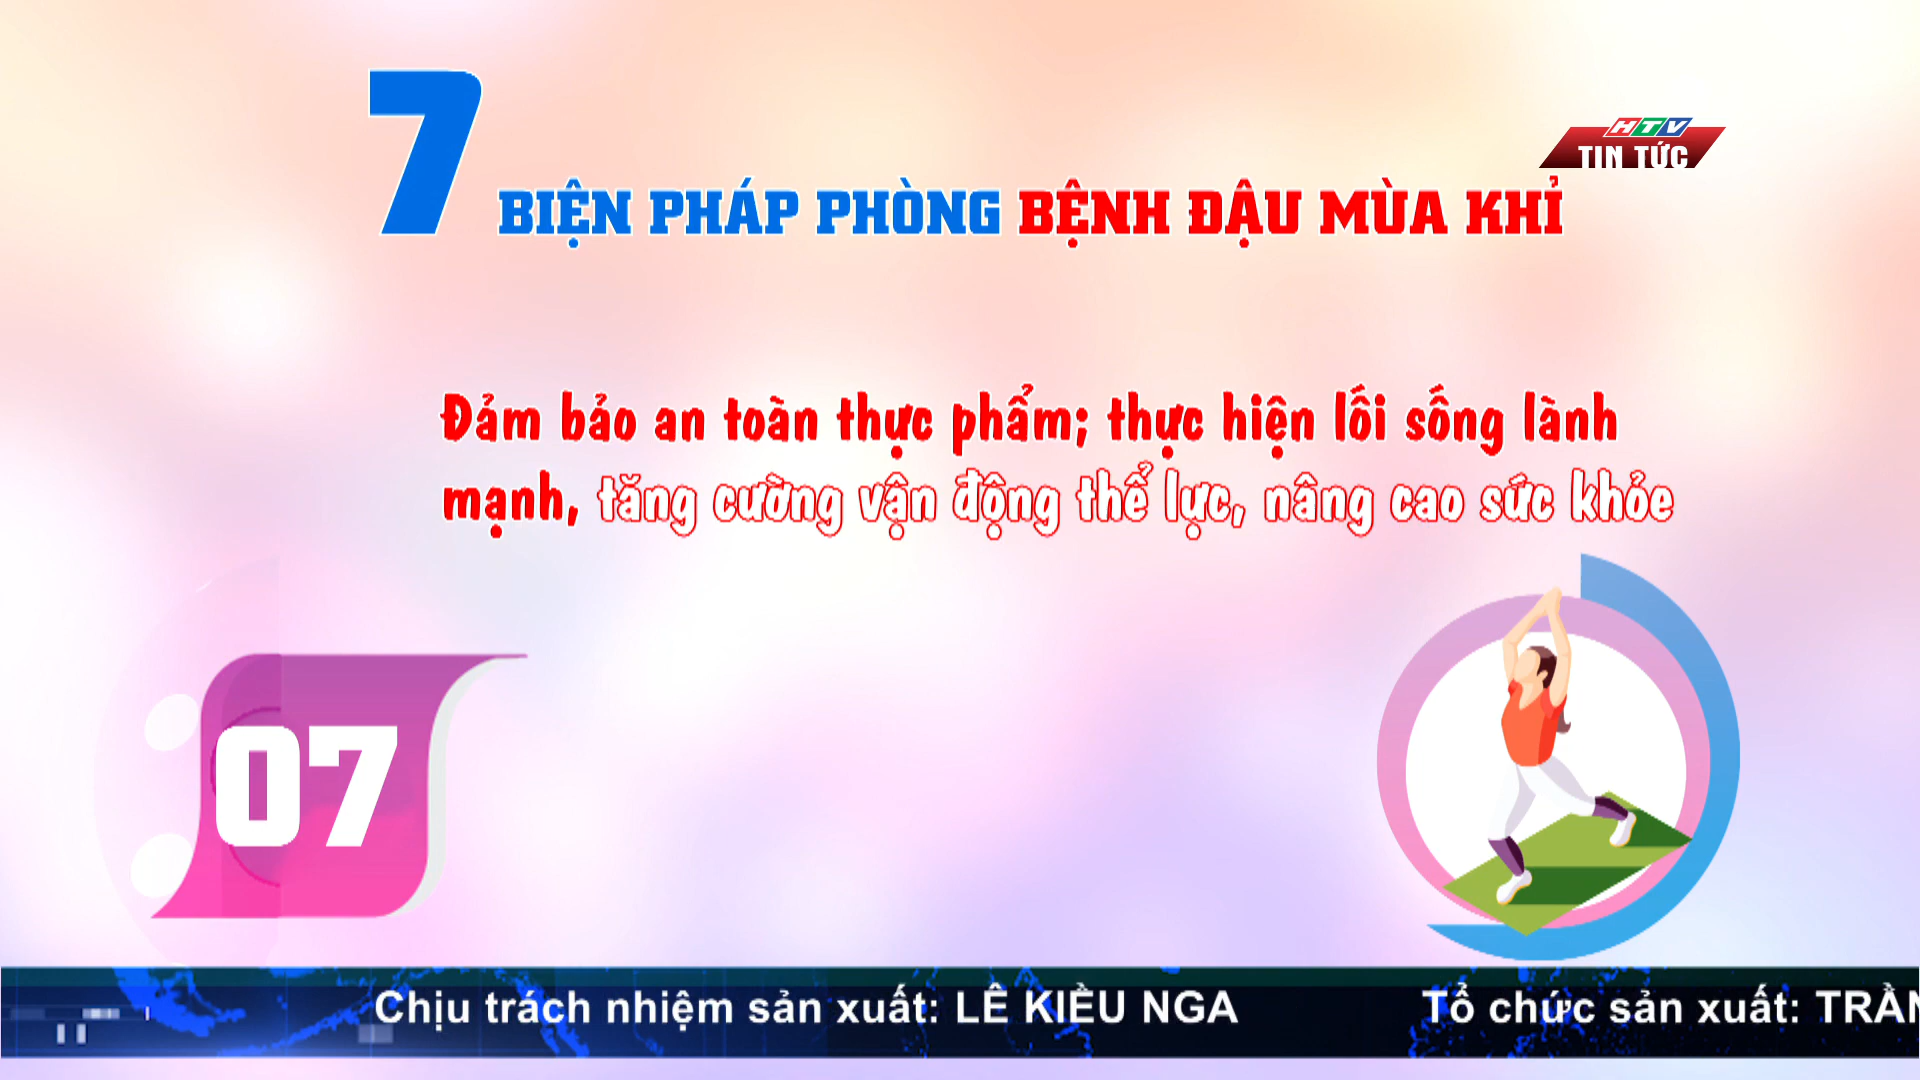 HTV
TIN TỨC
7 BIỆN PHÁP PHÒNG BỆNH ĐẬU MÙA KHỈ
Đảm bảo an toàn thực phẩm; thực hiện lối sống lành
mạnh, tăng cường vận động thể lực, nâng cao sức khỏe
07
Chịu trách nhiệm sản xuất: LÊ KIỀU NGA Tổ chức sản xuất: